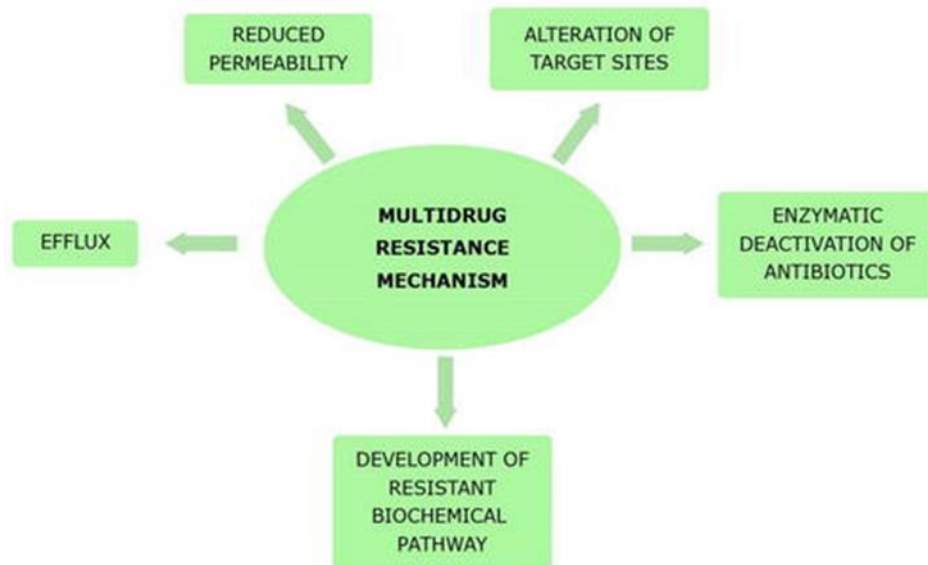 REDUCED
PERMEABILITY
ALTERATION OF
TARGET SITES
MULTIDRUG
RESISTANCE
MECHANISM
EFFLUX
ENZYMATIC
DEACTIVATION OF
ANTIBIOTICS
DEVELOPMENT OF
RESISTANT
BIOCHEMICAL
PATHWAY